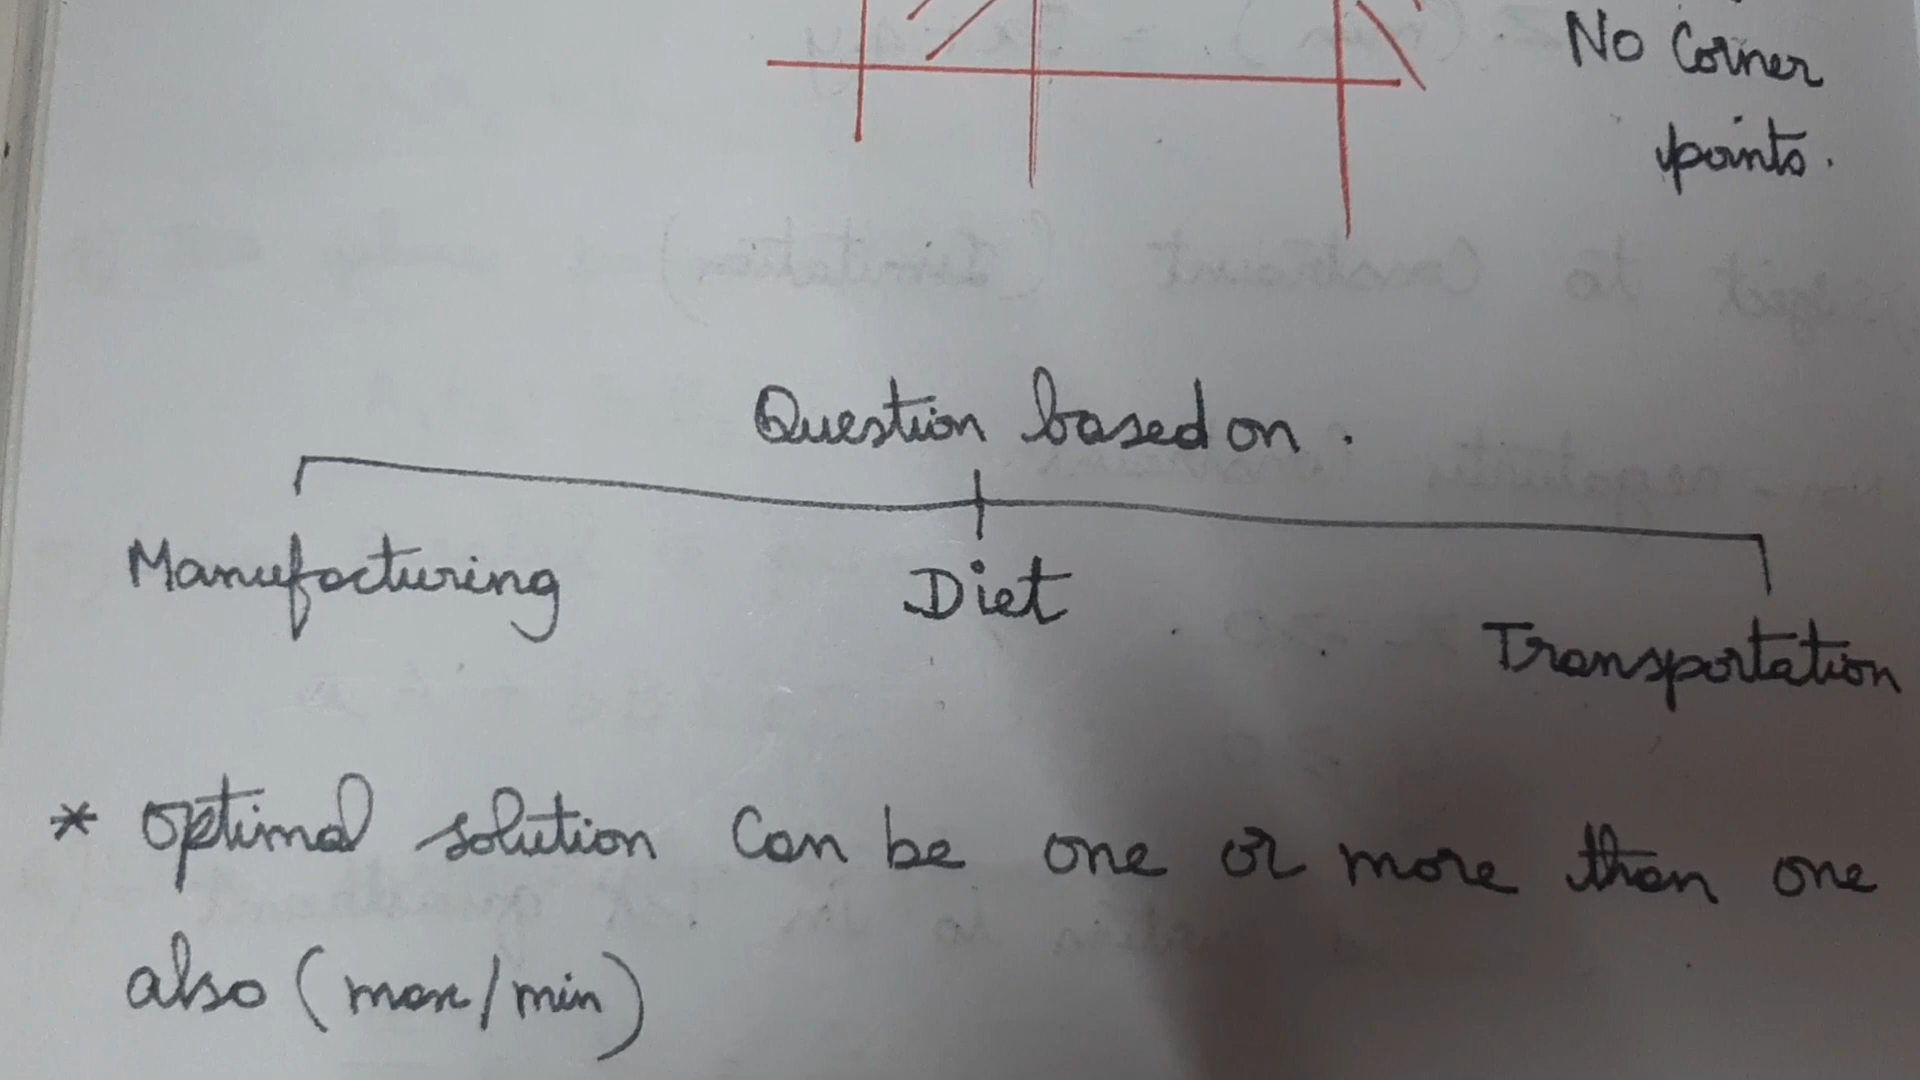 No Corner
points.
Question based on.
Manufacturing Diet Transportation
* Optimal solution can be one or more than one
also (max/min)